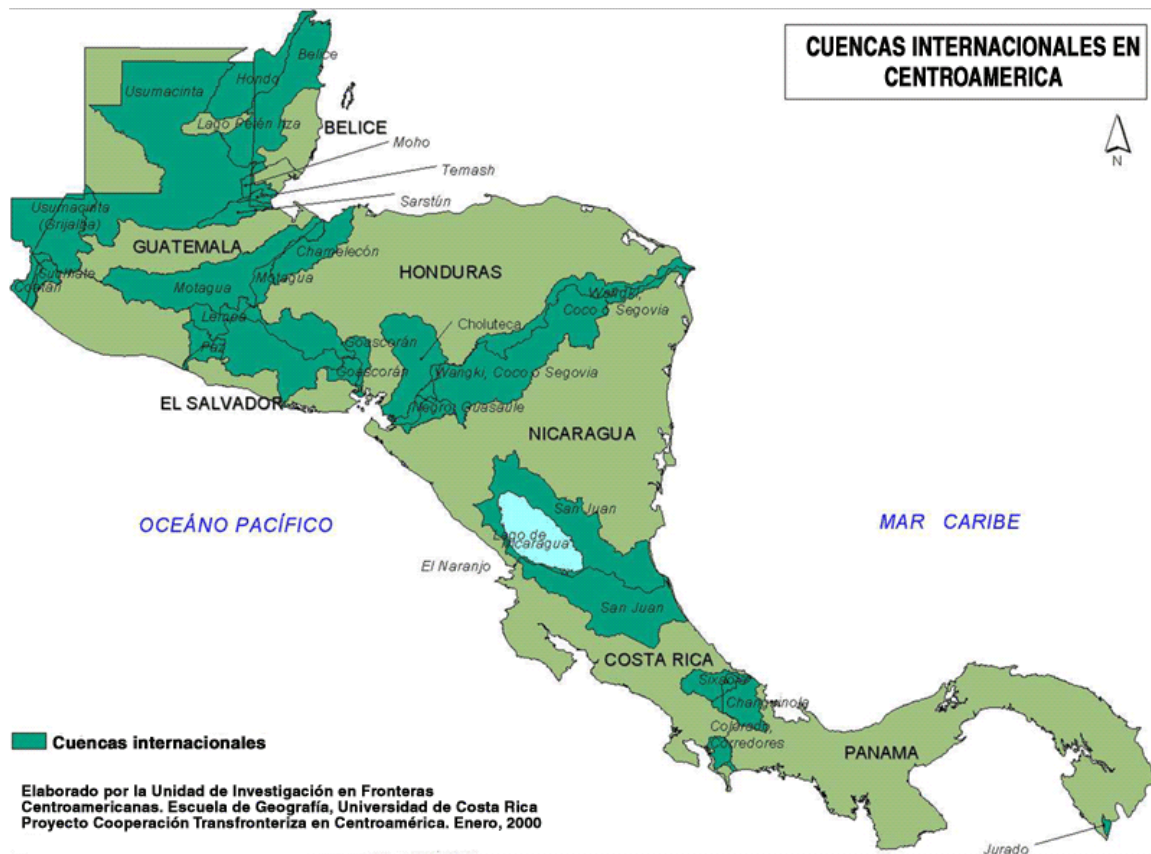 CUENCAS INTERNACIONALES EN
CENTROAMERICA
N
Belice
Hondo
Usumacinta
Lago Petén Itza
BELICE
Moho
Temash
Sarstún
Usumacinta
(Grijalba)
GUATEMALA
Chamelecón
HONDURAS
Suchiate
Coatán
Motagua
Motagua
Wangki,
Coco o Segovia
Lempa
Choluteca
Paz
Goascorán
Goascorán
Wangki, Coco o Segovia
EL SALVADOR
Negro, Guasaule
NICARAGUA
San Juan
OCEÁNO PACÍFICO
MAR CARIBE
Lago de
Nicaragua
El Naranjo
San Juan
COSTA RICA
Sixaola
Changuinola
Colorado,
Corredores
PANAMA
Cuencas internacionales
Elaborado por la Unidad de Investigación en Fronteras
Centroamericanas. Escuela de Geografía, Universidad de Costa Rica
Proyecto Cooperación Transfronteriza en Centroamérica. Enero, 2000
Jurado